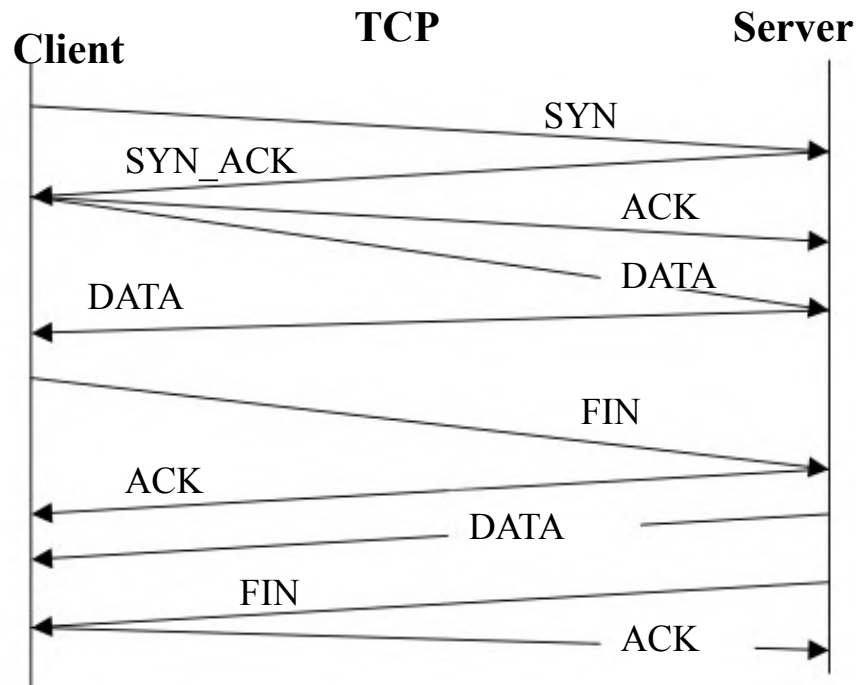 TCP
Client
Server
SYN
SYN_ACK
ACK
DATA
DATA
FIN
ACK
DATA
FIN
ACK